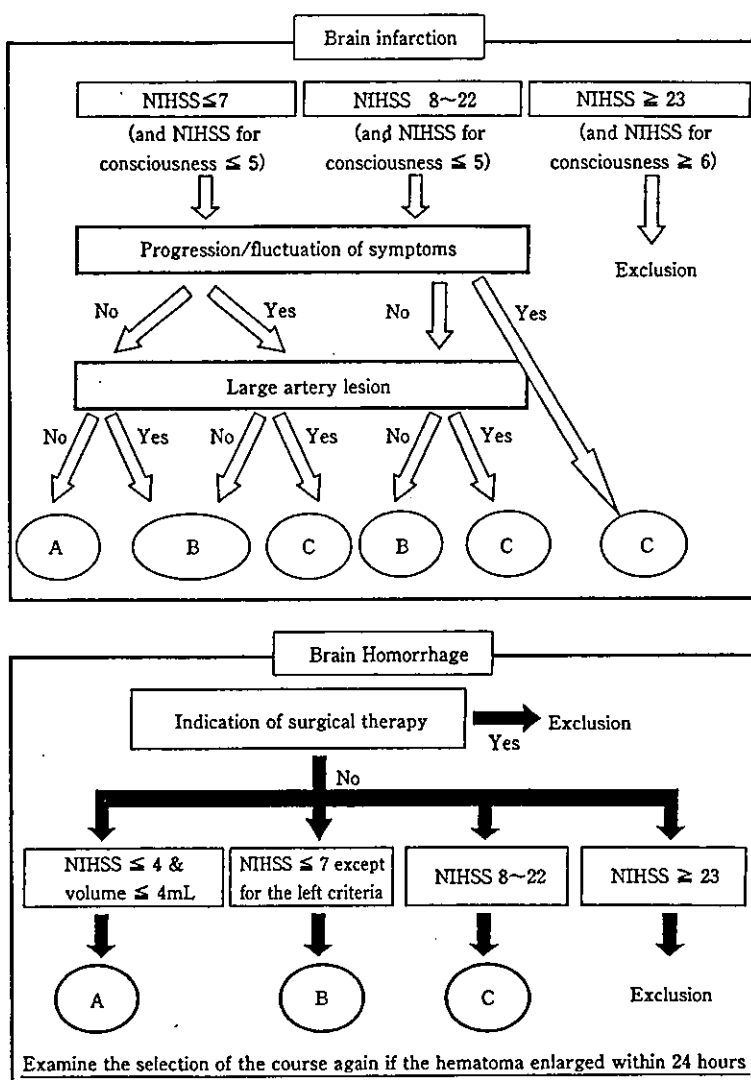 Brain infarction
NIHSS≦7
NIHSS 8~22
NIHSS ≧ 23
(and NIHSS for
consciousness ≦ 5)
(and NIHSS for
consciousness ≦ 5)
(and NIHSS for
consciousness ≧ 6)
Progression/fluctuation of symptoms
Exclusion
No
Yes
No
Yes
Large artery lesion
No
Yes
No
Yes
No
Yes
A
B
C
B
C
C
Brain Homorrhage
Indication of surgical therapy
Exclusion
Yes
No
NIHSS ≦ 4 &
volume ≦ 4mL
NIHSS ≦ 7 except
for the left criteria
NIHSS 8~22
NIHSS ≧ 23
A
B
C
Exclusion
Examine the selection of the course again if the hematoma enlarged within 24 hours